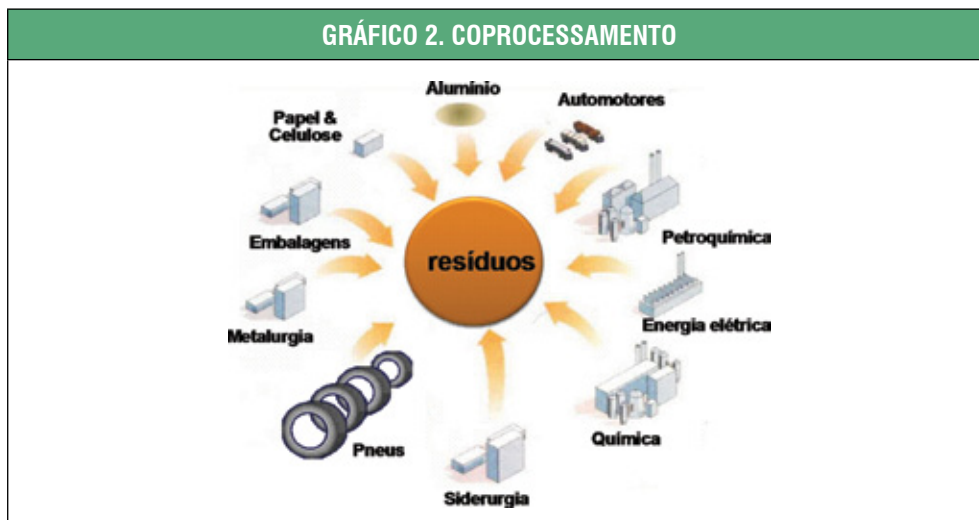 GRÁFICO 2. COPROCESSAMENTO
Alumínio
Automotores
Papel &
Celulose
Embalagens
Petroquímica
resíduos
Metalurgia
Energia elétrica
Pneus
Química
Siderurgia